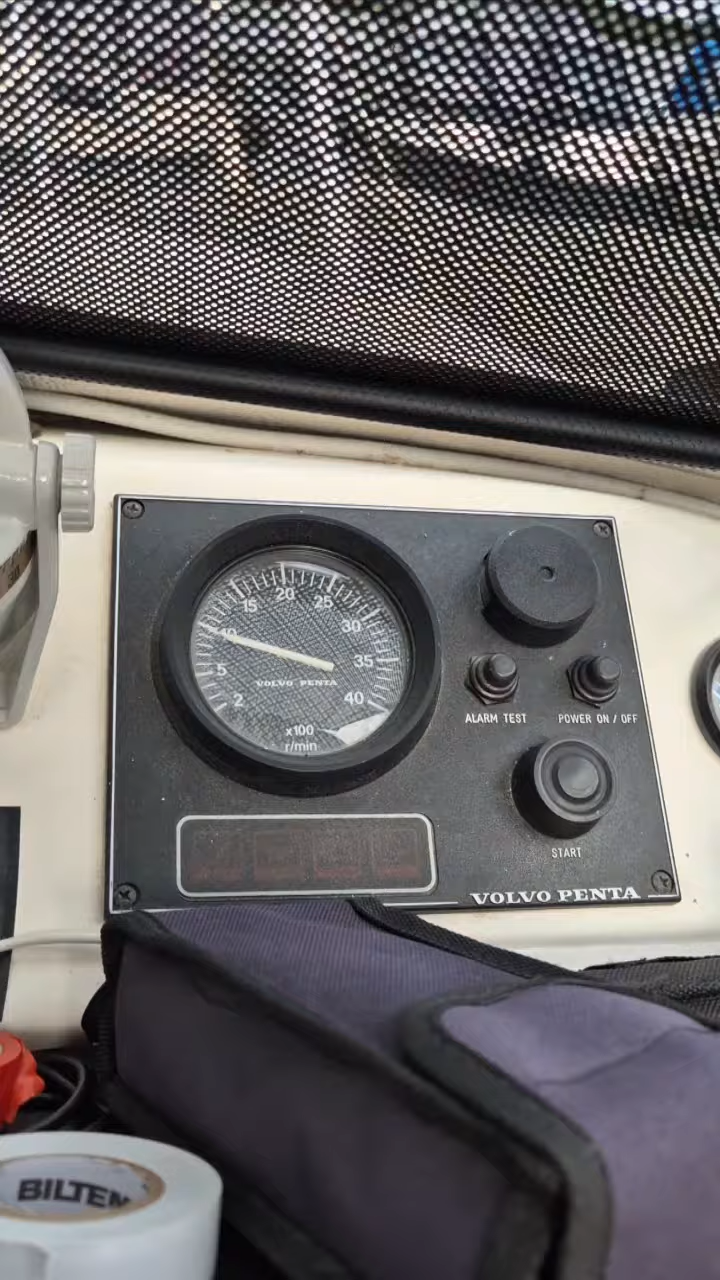 20
15
25
10
30
5
35
VOLVO PENTA
2
40
x100
r/min
ALARM TEST
POWER ON / OFF
START
VOLVO PENTA
BILTEMA